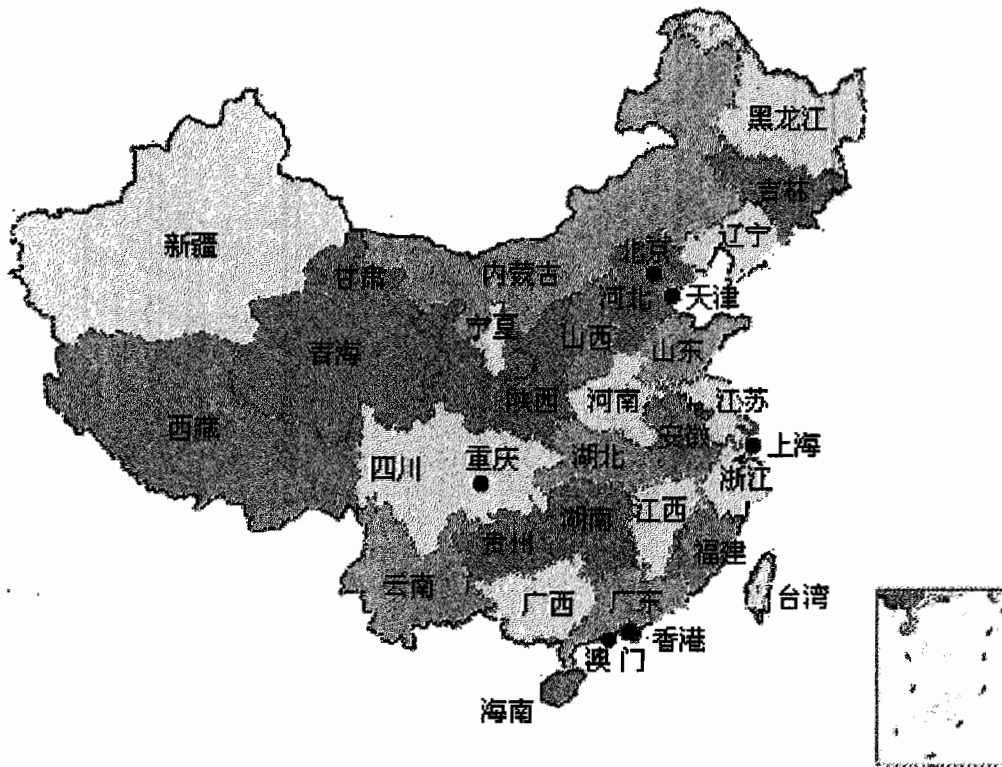 黑龙江
吉林
辽宁
新疆
北京
甘肃
内蒙古
河北
天津
宁夏
山西
山东
青海
陕西
河南
江苏
西藏
安徽
上海
四川
重庆
湖北
浙江
湖南
江西
贵州
福建
云南
广西
广东
台湾
香港
澳门
海南